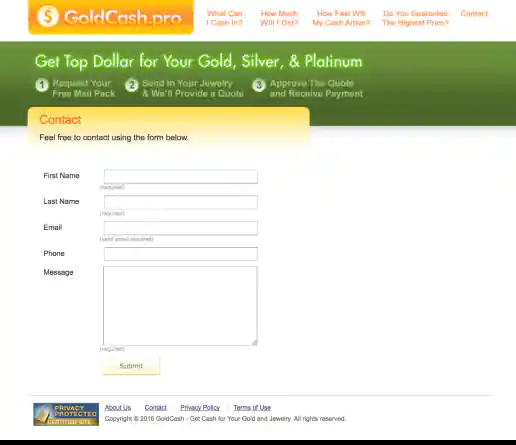 $ GoldCash.pro
What Can
I Cash In?
How Much
Will I Get?
How Fast Will
My Cash Arrive?
Do You Guarantee
The Highest Price?
Contact
Get Top Dollar for Your Gold, Silver, & Platinum
1 Request Your
Free Mail Pack
2 Send In Your Jewelry
& We'll Provide a Quote
3 Approve The Quote
and Receive Payment
Contact
Feel free to contact using the form below.
First Name
(required)
Last Name
(required)
Email
(valid email required)
Phone
Message
(required)
Submit
PRIVACY
PROTECTED
CERTIFIED SITE
About Us
Contact
Privacy Policy
Terms of Use
Copyright © 2016 GoldCash - Get Cash for Your Gold and Jewelry. All rights reserved.